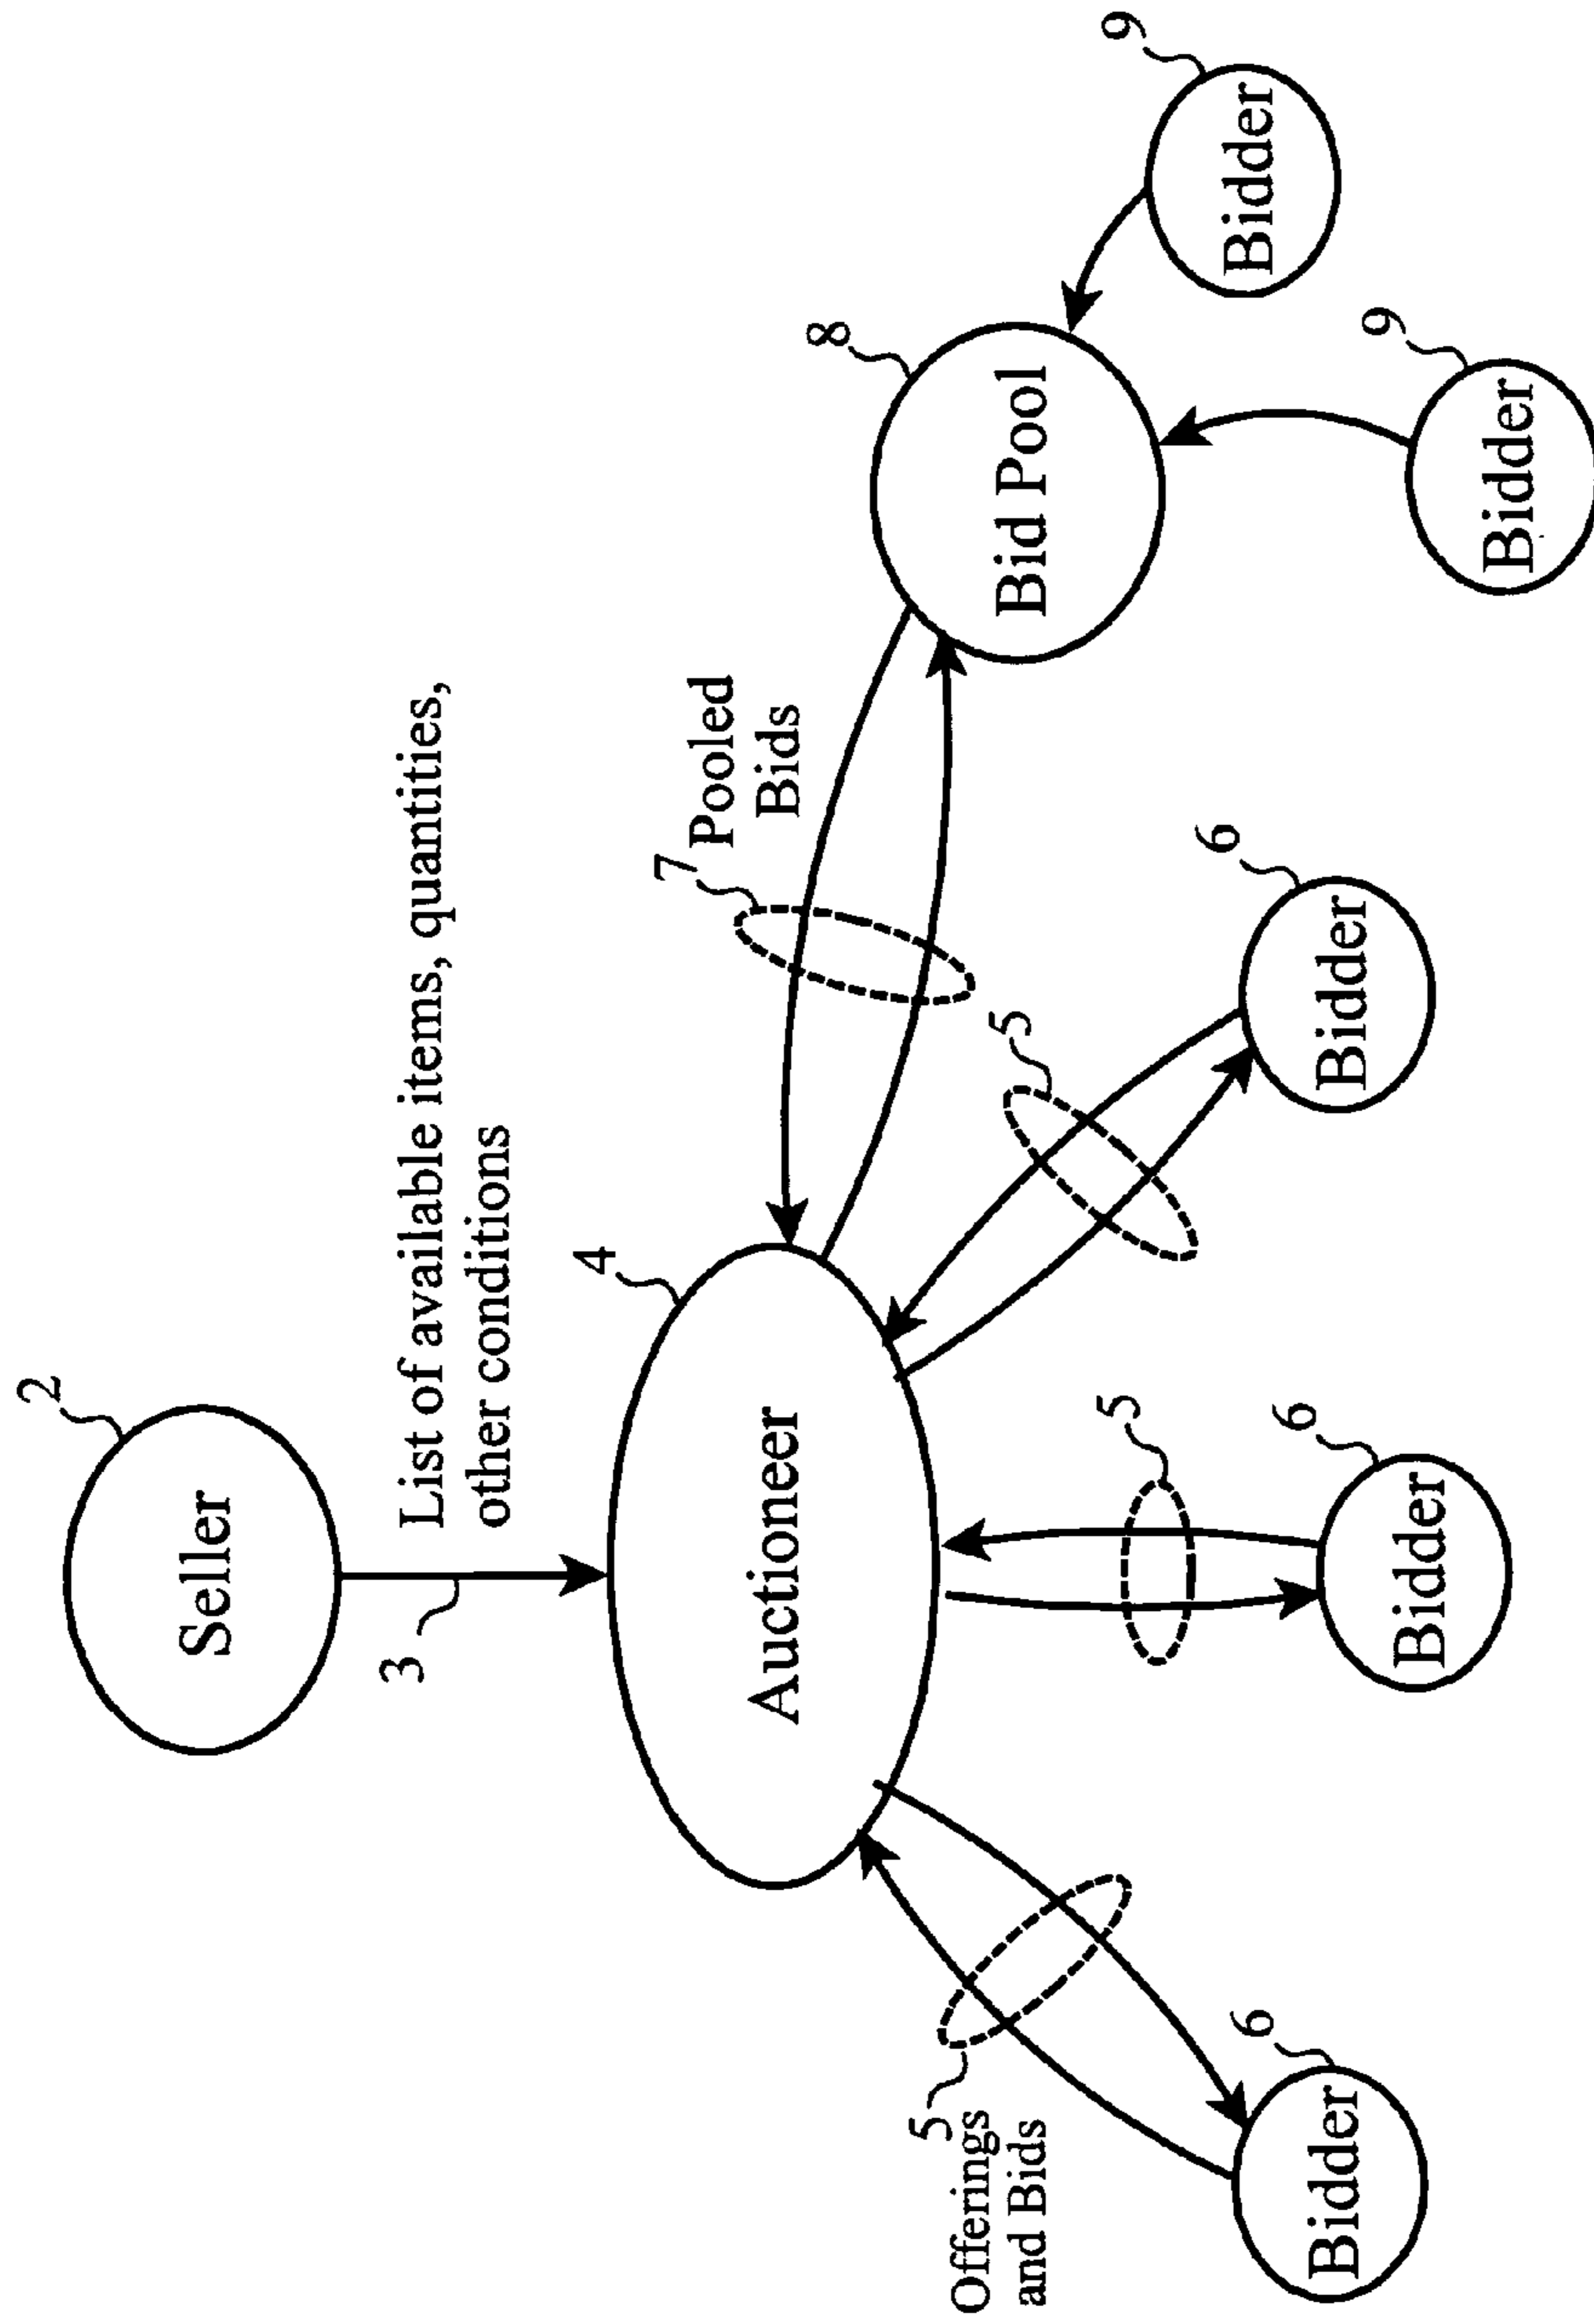 2
Seller
3
List of available items, quantities,
other conditions
4
Auctioneer
7
Pooled
Bids
8
Bid Pool
9
Bidder
9
Bidder
5
Offerings
and Bids
5
5
6
Bidder
6
Bidder
6
Bidder